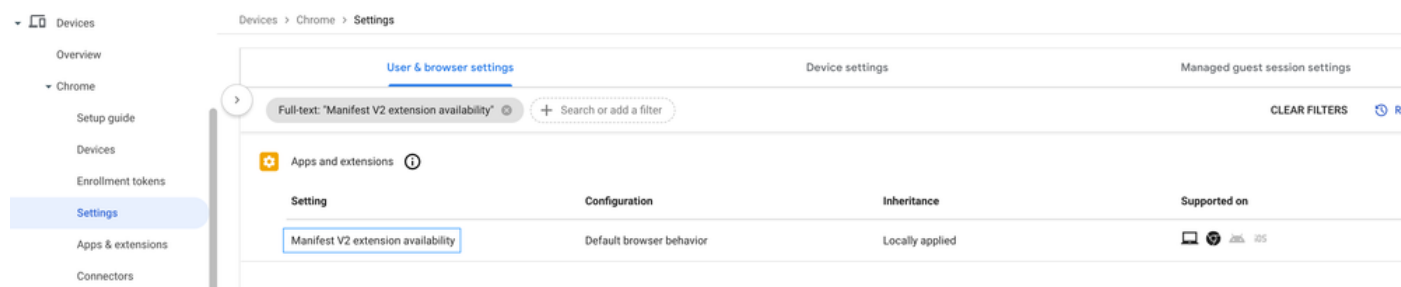 Devices
Overview
Chrome
Setup guide
Devices
Enrollment tokens
Settings
Apps & extensions
Connectors
Devices > Chrome > Settings
User & browser settings
Device settings
Managed guest session settings
Full-text: "Manifest V2 extension availability"
+ Search or add a filter
CLEAR FILTERS
Apps and extensions
Setting Configuration Inheritance Supported on
Manifest V2 extension availability Default browser behavior Locally applied
iOS